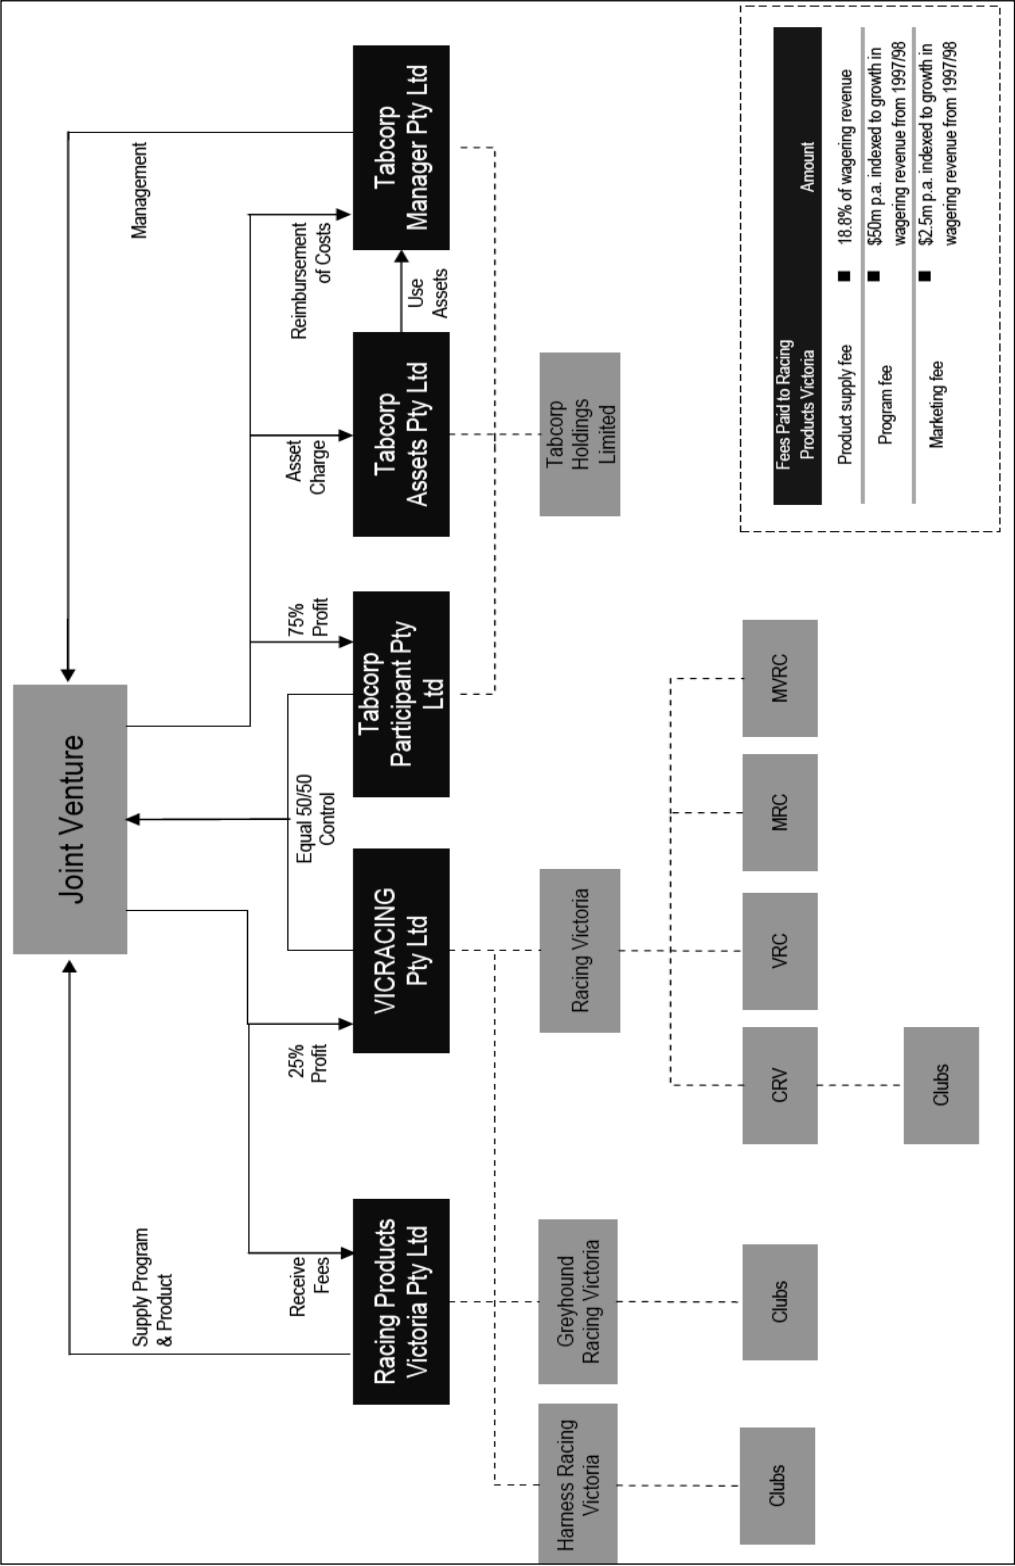 Joint Venture
Supply Program
& Product
Management
Receive
Fees
25%
Profit
Equal 50/50
Control
75%
Profit
Asset
Charge
Reimbursement
of Costs
Racing Products
Victoria Pty Ltd
VICRACING
Pty Ltd
Tabcorp
Participant Pty
Ltd
Tabcorp
Assets Pty Ltd
Use
Assets
Tabcorp
Manager Pty Ltd
Harness Racing
Victoria
Greyhound
Racing Victoria
Racing Victoria
Tabcorp
Holdings
Limited
Clubs
Clubs
CRV
VRC
MRC
MVRC
Clubs
Fees Paid to Racing
Products Victoria
Amount
Product supply fee
■ 18.8% of wagering revenue
Program fee
■ $50m p.a. indexed to growth in
wagering revenue from 1997/98
Marketing fee
■ $2.5m p.a. indexed to growth in
wagering revenue from 1997/98